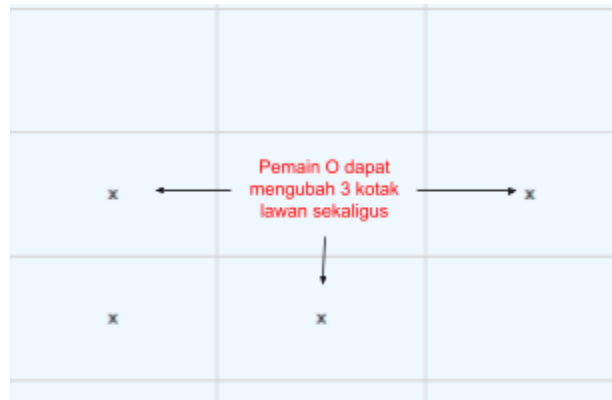 Pemain O dapat
mengubah 3 kotak
lawan sekaligus
x
x
x
x